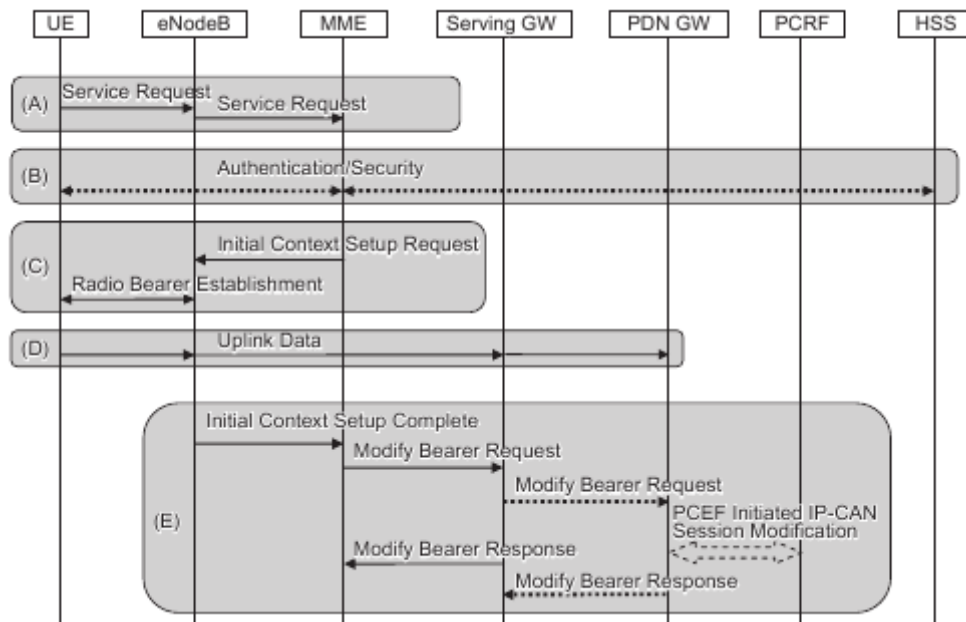 UE eNodeB MME Serving GW PDN GW PCRF HSS
(A)
Service Request
Service Request
(B)
Authentication/Security
(C)
Initial Context Setup Request
Radio Bearer Establishment
(D)
Uplink Data
(E)
Initial Context Setup Complete
Modify Bearer Request
Modify Bearer Request
PCEF Initiated IP-CAN
Session Modification
Modify Bearer Response
Modify Bearer Response